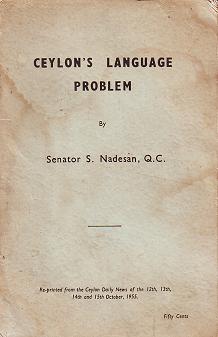 CEYLON'S LANGUAGE
PROBLEM
By
Senator S. Nadesan, Q.C.
Re-printed from the Ceylon Daily News of the 12th, 13th,
14th and 15th October, 1955.
Fifty Cents